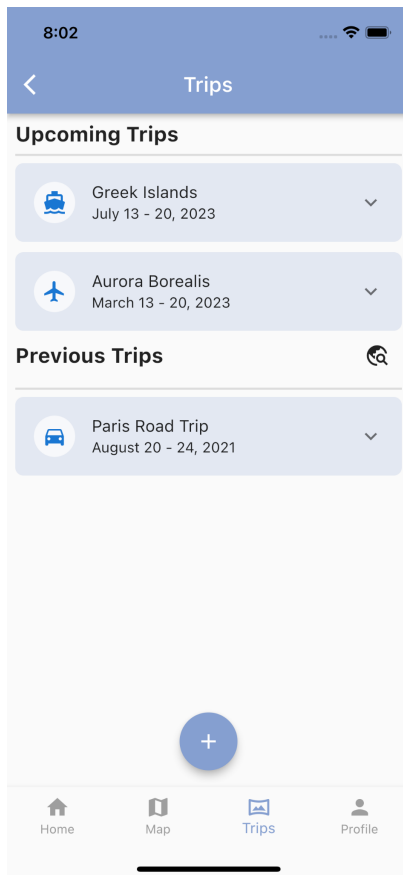 8:02
Trips
Upcoming Trips
Greek Islands
July 13 - 20, 2023
Aurora Borealis
March 13 - 20, 2023
Previous Trips
Paris Road Trip
August 20 - 24, 2021
+
Home Map Trips Profile